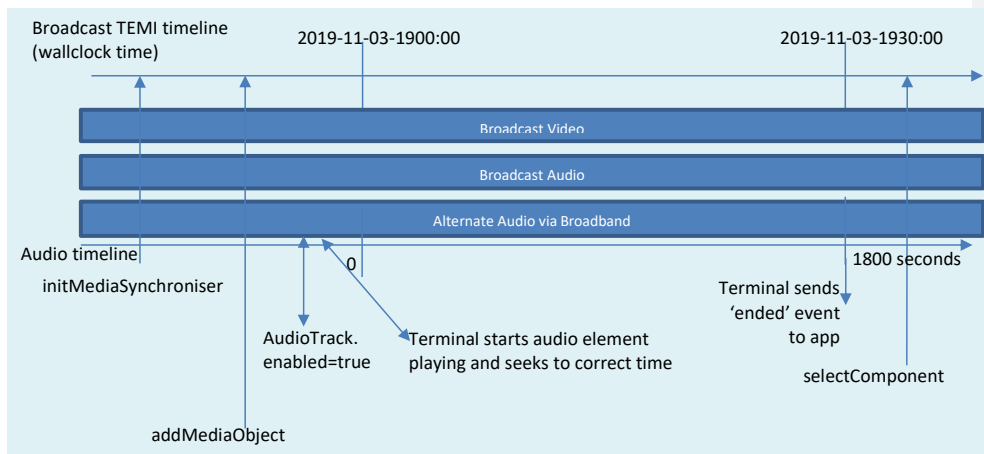 Broadcast TEMI timeline
(wallclock time)
2019-11-03-1900:00
2019-11-03-1930:00
Broadcast Video
Broadcast Audio
Alternate Audio via Broadband
Audio timeline
0
1800 seconds
initMediaSynchroniser
Terminal sends
‘ended’ event
to app
AudioTrack.
enabled=true
Terminal starts audio element
playing and seeks to correct time
selectComponent
addMediaObject